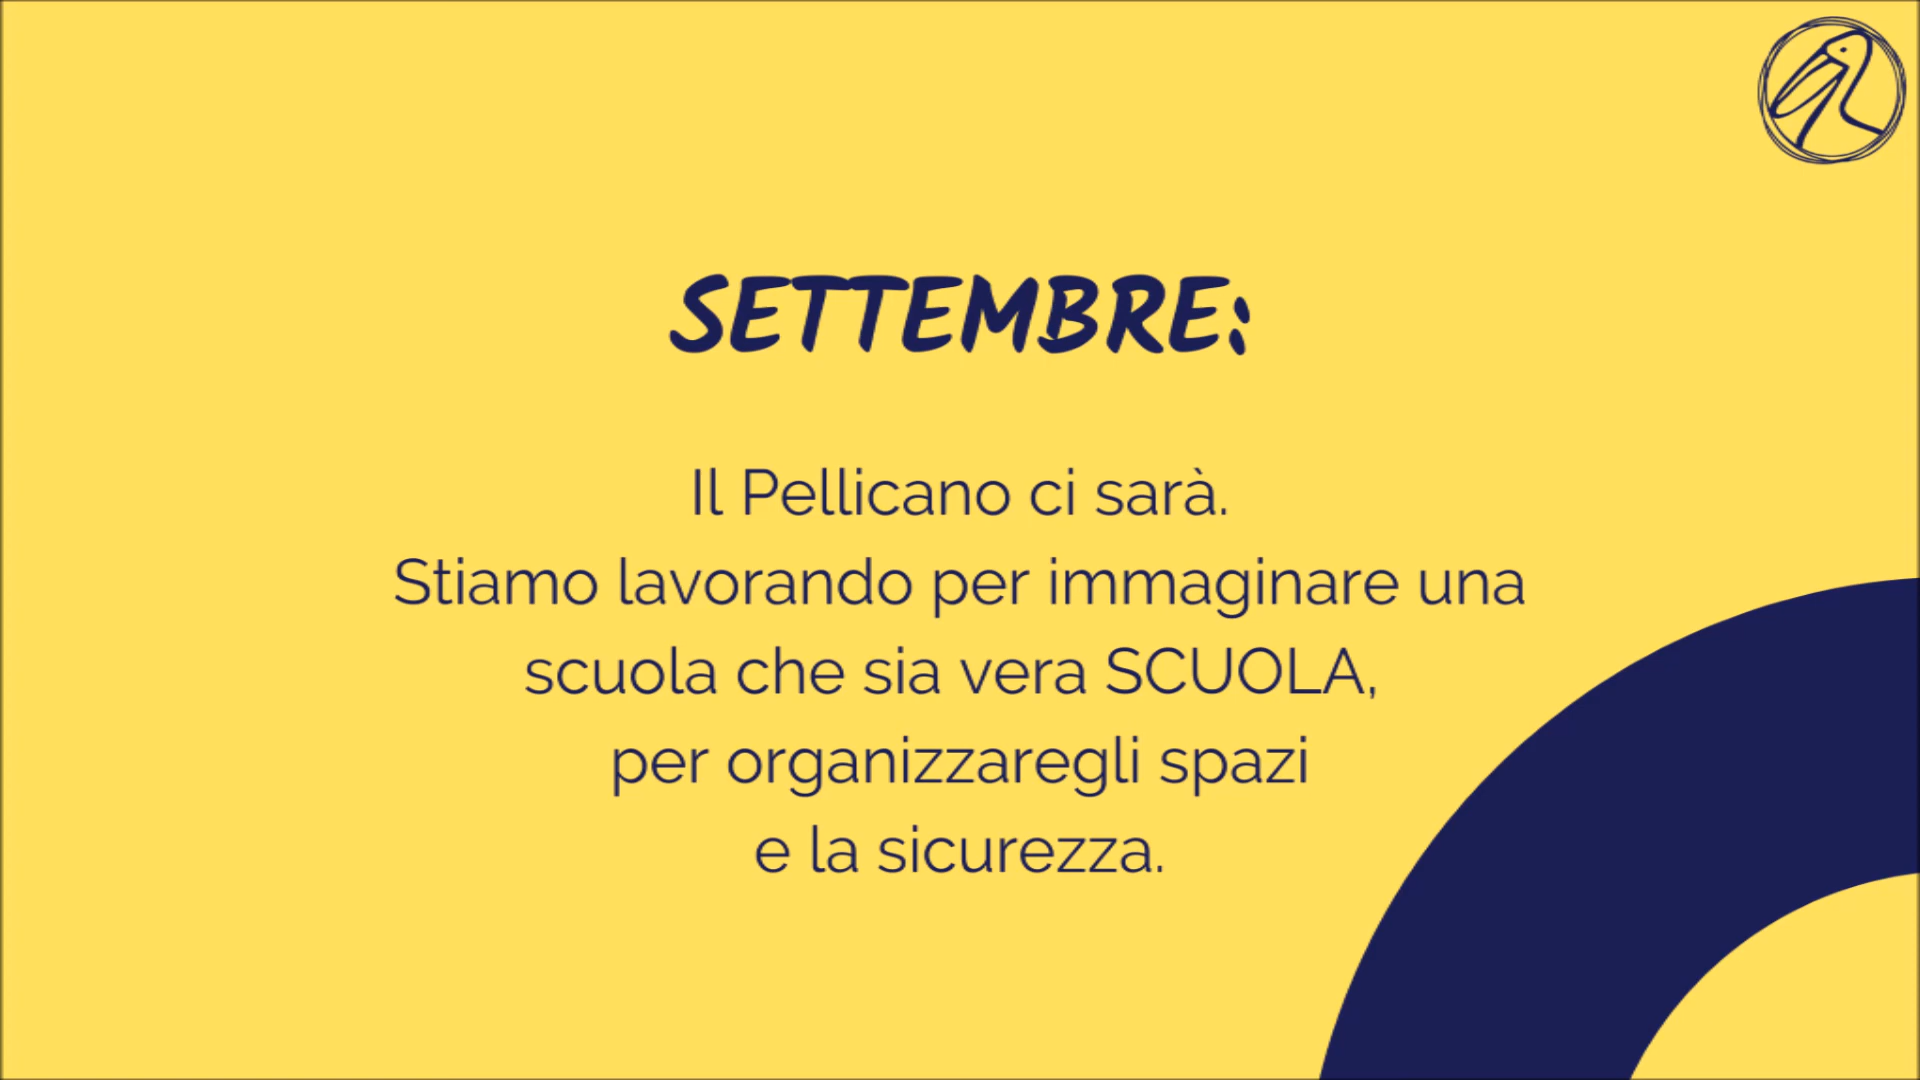 SETTEMBRE:
Il Pellicano ci sarà.
Stiamo lavorando per immaginare una
scuola che sia vera SCUOLA,
per organizzaregli spazi
e la sicurezza.